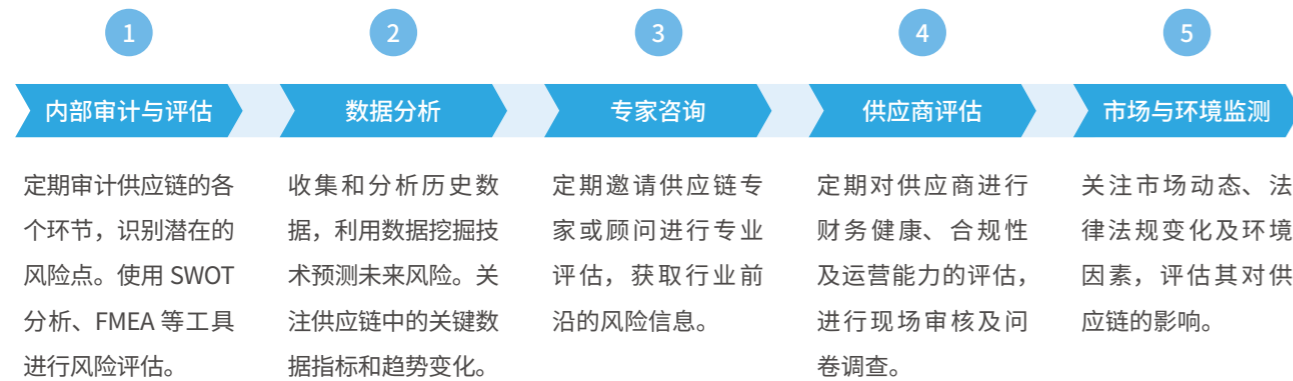 1
内部审计与评估
定期审计供应链的各
个环节，识别潜在的
风险点。使用 SWOT
分析、FMEA 等工具
进行风险评估。
2
数据分析
收集和分析历史数
据，利用数据挖掘技
术预测未来风险。关
注供应链中的关键数
据指标和趋势变化。
3
专家咨询
定期邀请供应链专
家或顾问进行专业
评估，获取行业前
沿的风险信息。
4
供应商评估
定期对供应商进行
财务健康、合规性
及运营能力的评估，
进行现场审核及问
卷调查。
5
市场与环境监测
关注市场动态、法
律法规变化及环境
因素，评估其对供
应链的影响。